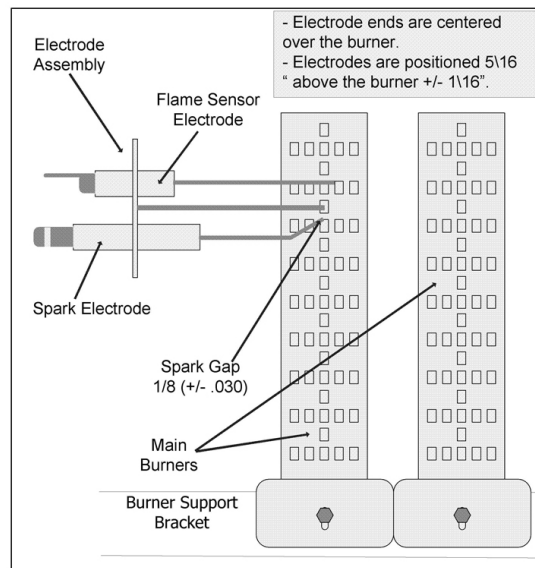 - Electrode ends are centered
over the burner.
- Electrodes are positioned 5\16
“ above the burner +/- 1\16”.
Electrode
Assembly
Flame Sensor
Electrode
Spark Electrode
Spark Gap
1/8 (+/- .030)
Main
Burners
Burner Support
Bracket